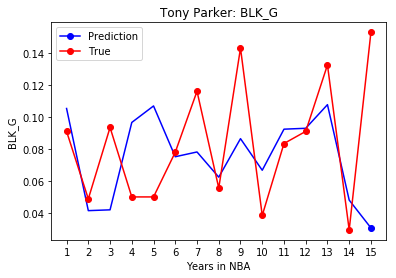 Tony Parker: BLK_G
Prediction
True
BLK_G
0.14
0.12
0.10
0.08
0.06
0.04
1 2 3 4 5 6 7 8 9 10 11 12 13 14 15
Years in NBA